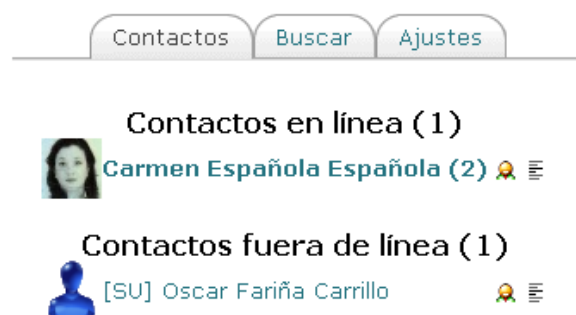 Contactos Buscar Ajustes
Contactos en línea (1)
Carmen Española Española (2)
Contactos fuera de línea (1)
[SU] Oscar Fariña Carrillo